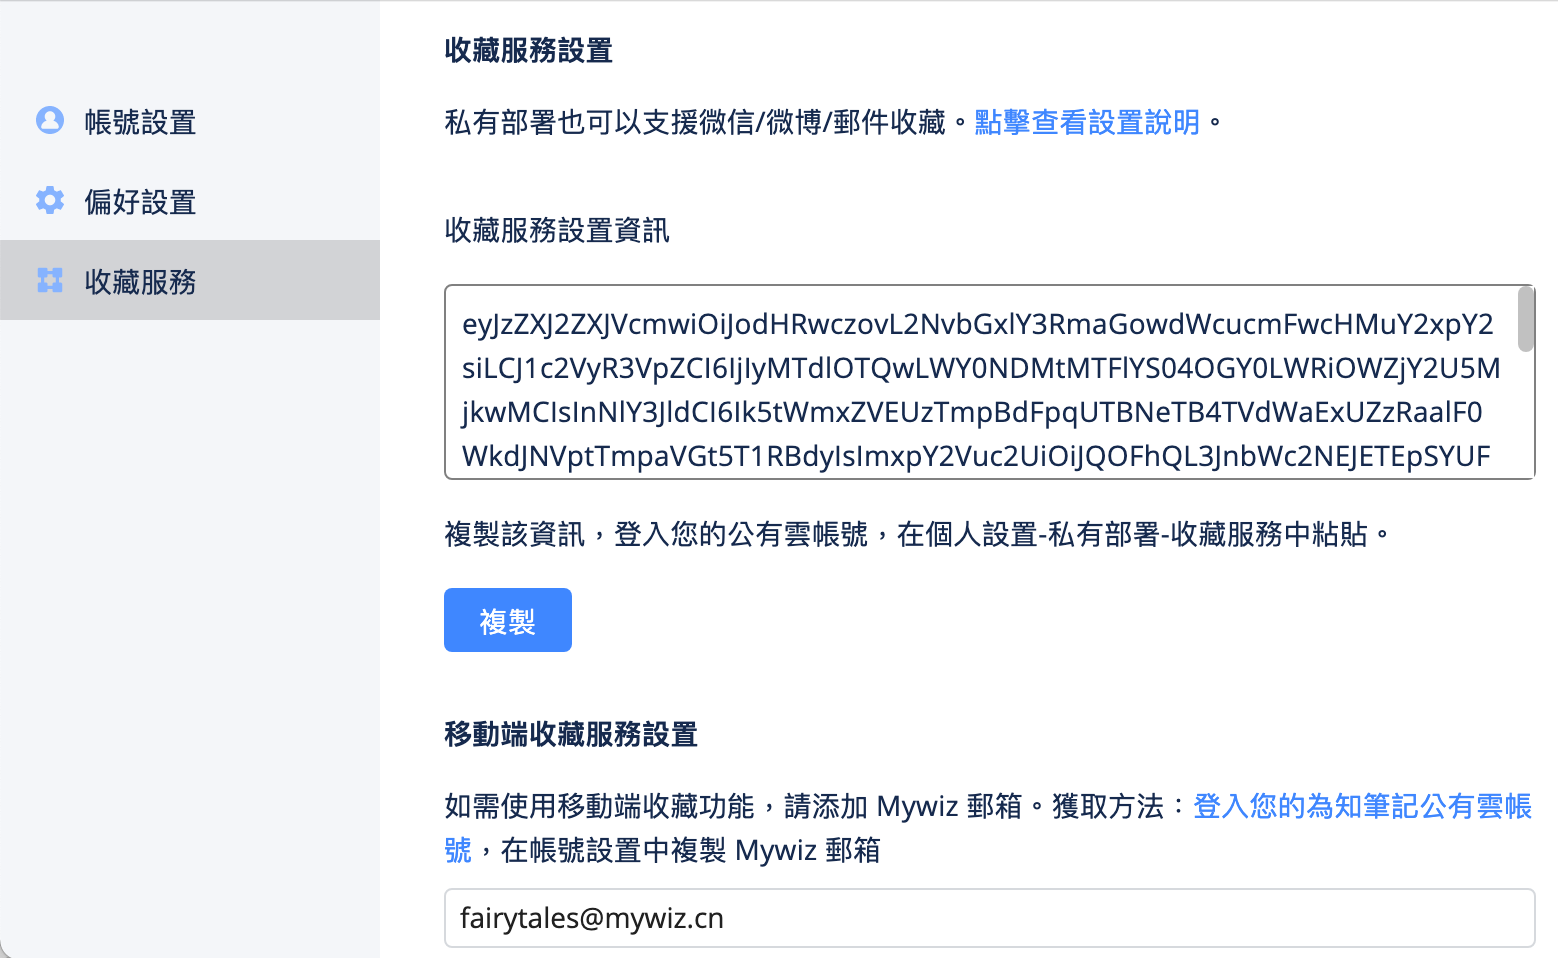 收藏服務設置
私有部署也可以支援微信/微博/郵件收藏。點擊查看設置說明。
帳號設置
偏好設置
收藏服務
收藏服務設置資訊
eyJzZXJ2ZXJVcmwiOiJodHRwczovL2NvbGxlY3RmaGowdWcucmFwcHMuY2xpY2
siLCJ1c2VyR3VpZCI6IjIyMTdlOTQwLWY0NDMtMTFlYS04OGY0LWRiOWZjY2U5M
jkwMCIsInNlY3JldCI6Ik5tWmxZVEUzTmpBdFpqUTBNeTB4TVdWaExUZzRaalF0
WkdJNVptTmpaVGt5T1RBdyIsImxpY2Vuc2UiOiJQOFhQL3JnbWc2NEJETEpSYUF
複製該資訊，登入您的公有雲帳號，在個人設置-私有部署-收藏服務中粘貼。
複製
移動端收藏服務設置
如需使用移動端收藏功能，請添加 Mywiz 郵箱。獲取方法：登入您的為知筆記公有雲帳
號，在帳號設置中複製 Mywiz 郵箱
fairytales@mywiz.cn